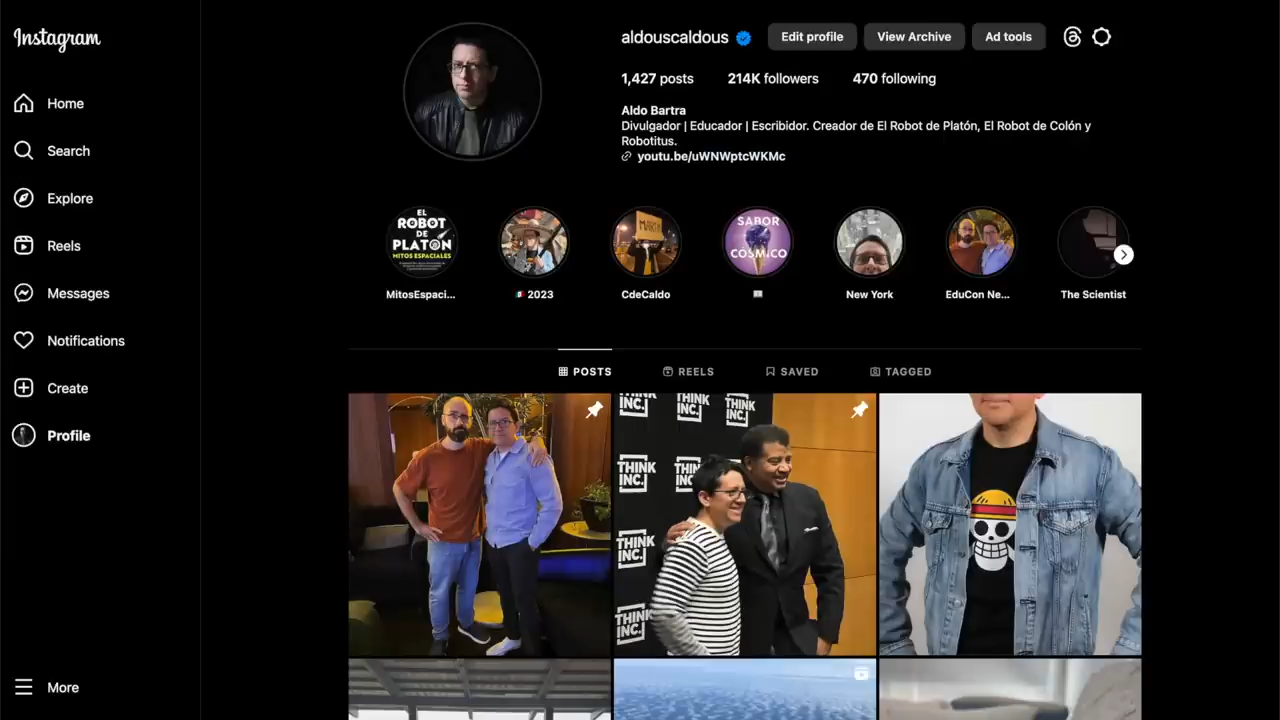 Instagram
Home
Search
Explore
Reels
Messages
Notifications
Create
Profile
More
aldouscaldous
Edit profile
View Archive
Ad tools
1,427 posts 214K followers 470 following
Aldo Bartra
Divulgador | Educador | Escribidor. Creador de El Robot de Platón, El Robot de Colón y
Robotitus.
youtu.be/uWNWptcWKMc
EL
ROBOT
DE
PLATÓN
MITOS ESPACIALES
SABOR
CÓSMICO
MitosEspaci...
🇲🇽 2023
CdeCaldo
New York
EduCon Ne...
The Scientist
POSTS
REELS
SAVED
TAGGED
THINK
INC.
THINK
INC.
THINK
INC.
THINK
INC.
THINK
INC.
THINK
INC.